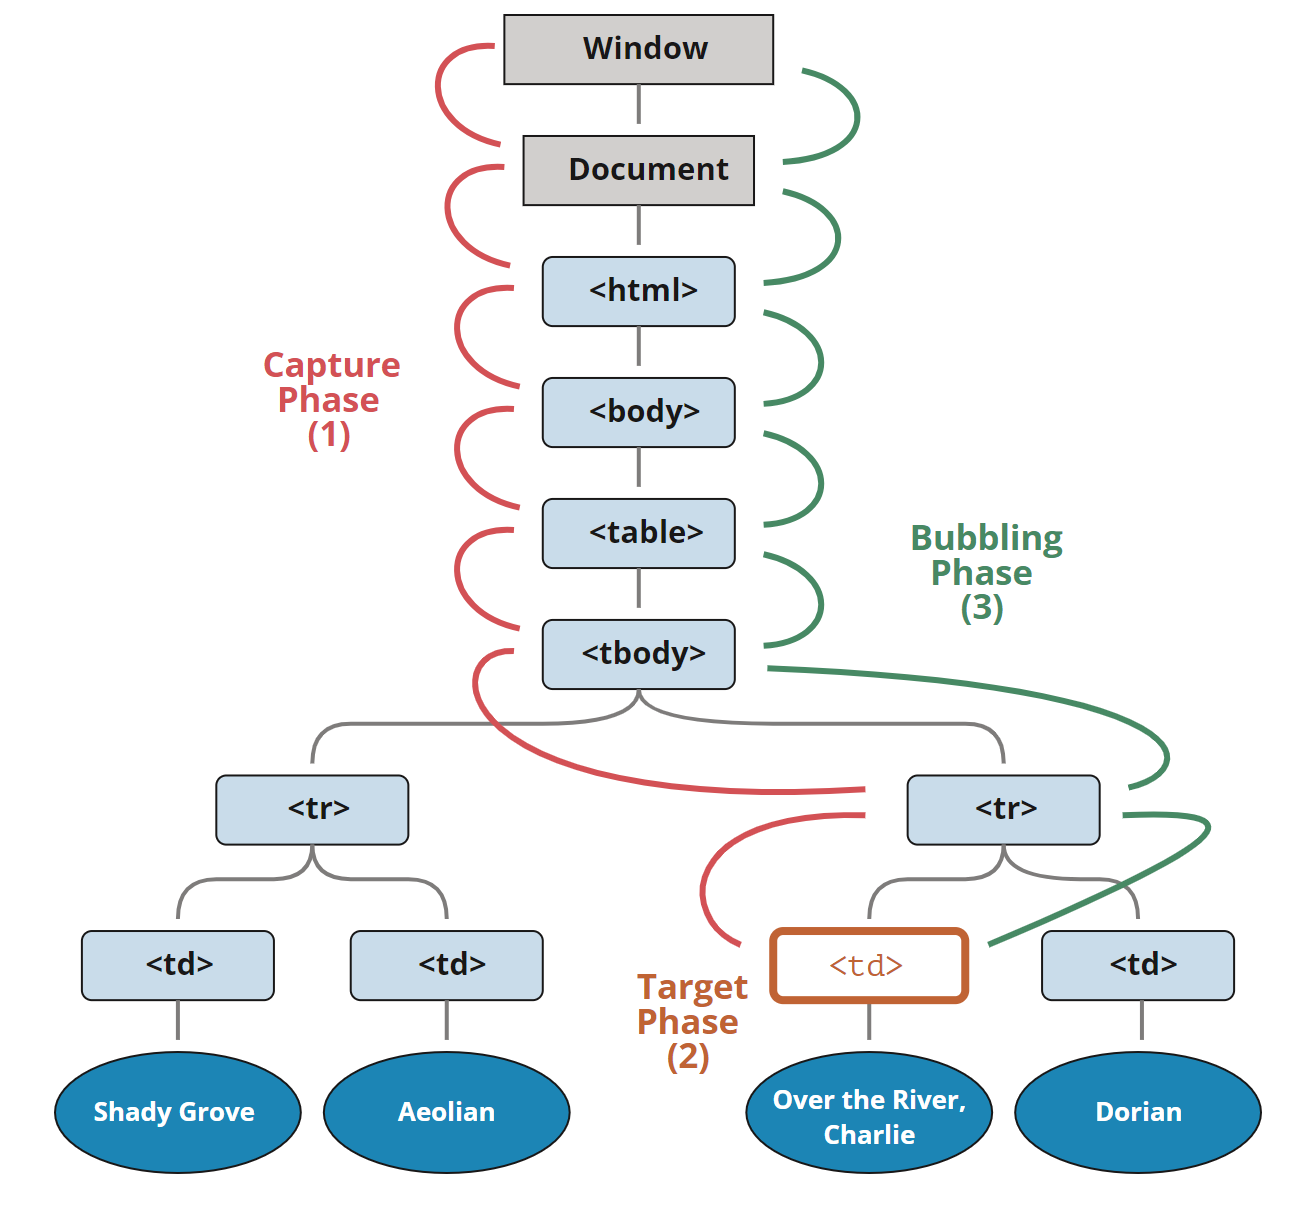 Window
Document
<html>
Capture
Phase
(1)
<body>
<table>
Bubbling
Phase
(3)
<tbody>
<tr>
<tr>
<td>
<td>
<td>
<td>
Target
Phase
(2)
Shady Grove
Aeolian
Over the River,
Charlie
Dorian